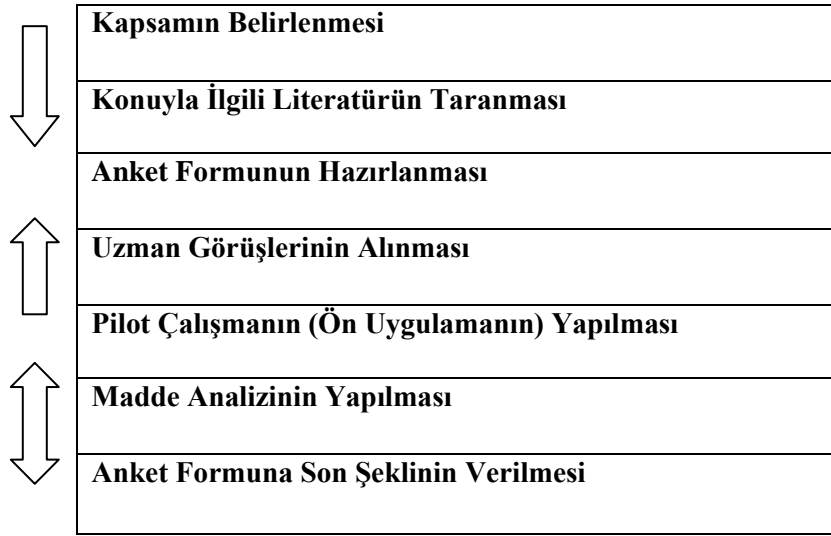 Kapsamın Belirlenmesi
Konuyla İlgili Literatürün Taranması
Anket Formunun Hazırlanması
Uzman Görüşlerinin Alınması
Pilot Çalışmanın (Ön Uygulamanın) Yapılması
Madde Analizinin Yapılması
Anket Formuna Son Şeklinin Verilmesi